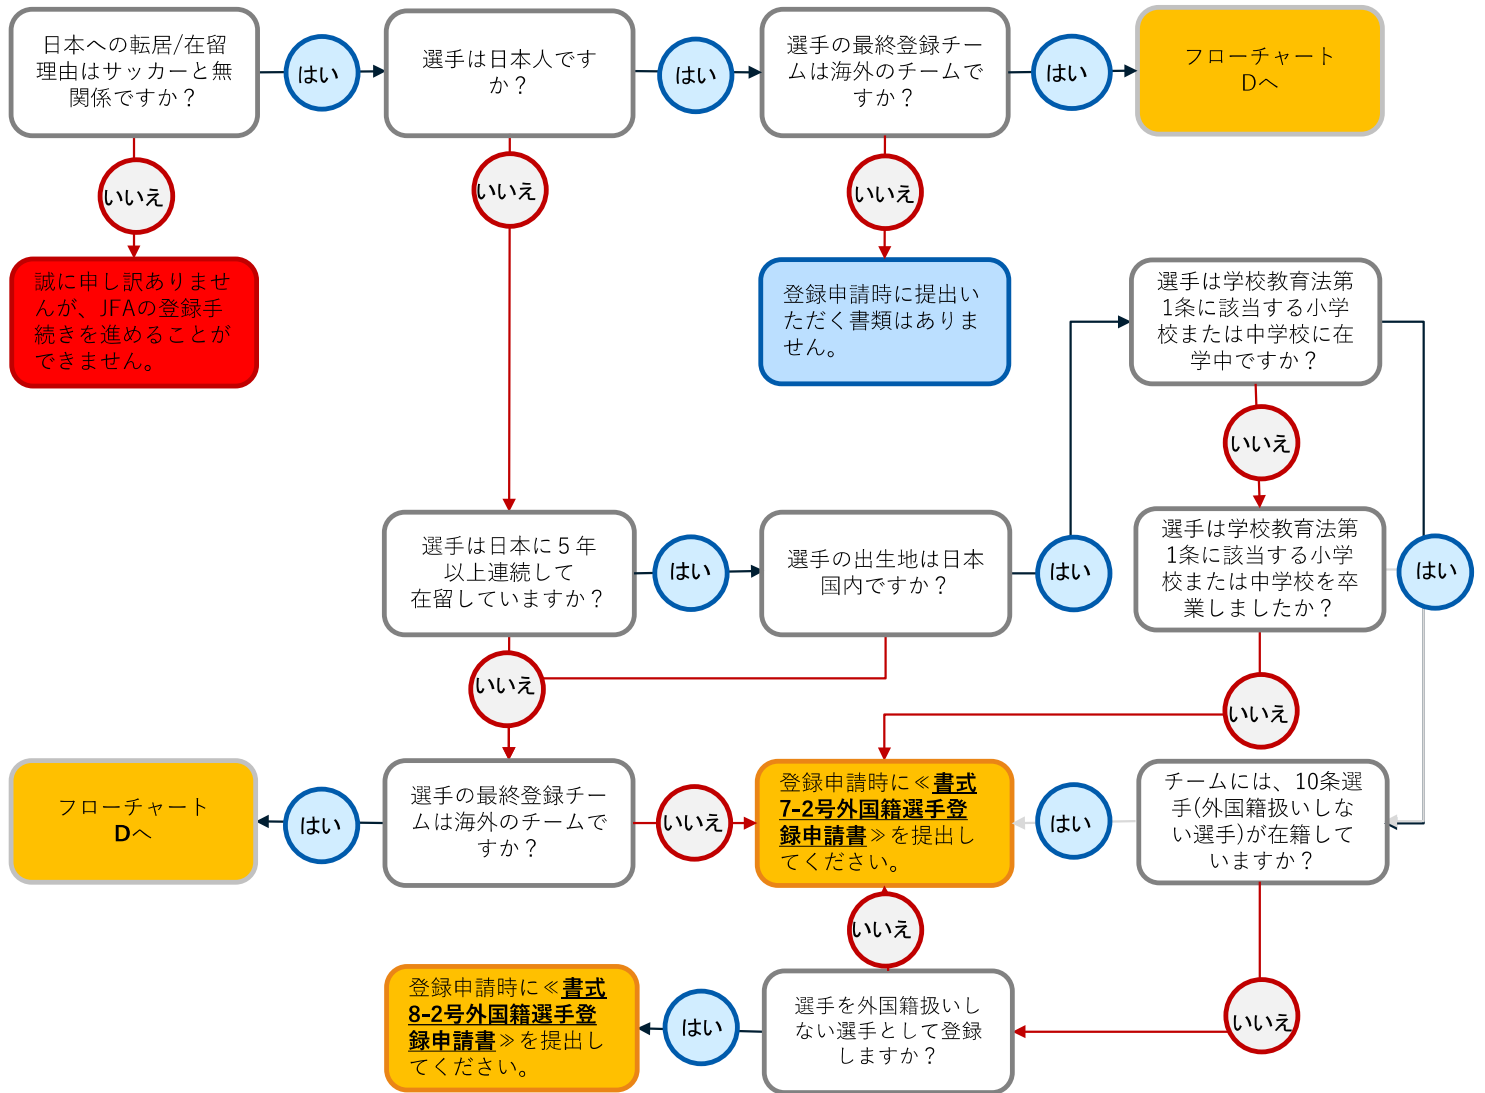 日本への転居/在留
理由はサッカーと無
関係ですか？
はい
選手は日本人です
か？
はい
選手の最終登録チー
ムは海外のチームで
すか？
はい
フローチャート
Dへ
いいえ
いいえ
いいえ
誠に申し訳ありませ
んが、JFAの登録手
続きを進めることが
できません。
登録申請時に提出い
ただく書類はありま
せん。
選手は学校教育法第
1条に該当する小学
校または中学校に在
学中ですか？
いいえ
選手は日本に５年
以上連続して
在留していますか？
はい
選手の出生地は日本
国内ですか？
はい
選手は学校教育法第
1条に該当する小学
校または中学校を卒
業しましたか？
はい
いいえ
いいえ
フローチャート
Dへ
はい
選手の最終登録チー
ムは海外のチームで
すか？
いいえ
登録申請時に≪書式
7-2号外国籍選手登
録申請書≫を提出し
てください。
はい
チームには、10条選
手(外国籍扱いしな
い選手)が在籍して
いますか？
いいえ
登録申請時に≪書式
8-2号外国籍選手登
録申請書≫を提出し
てください。
はい
選手を外国籍扱いし
ない選手として登録
しますか？
いいえ